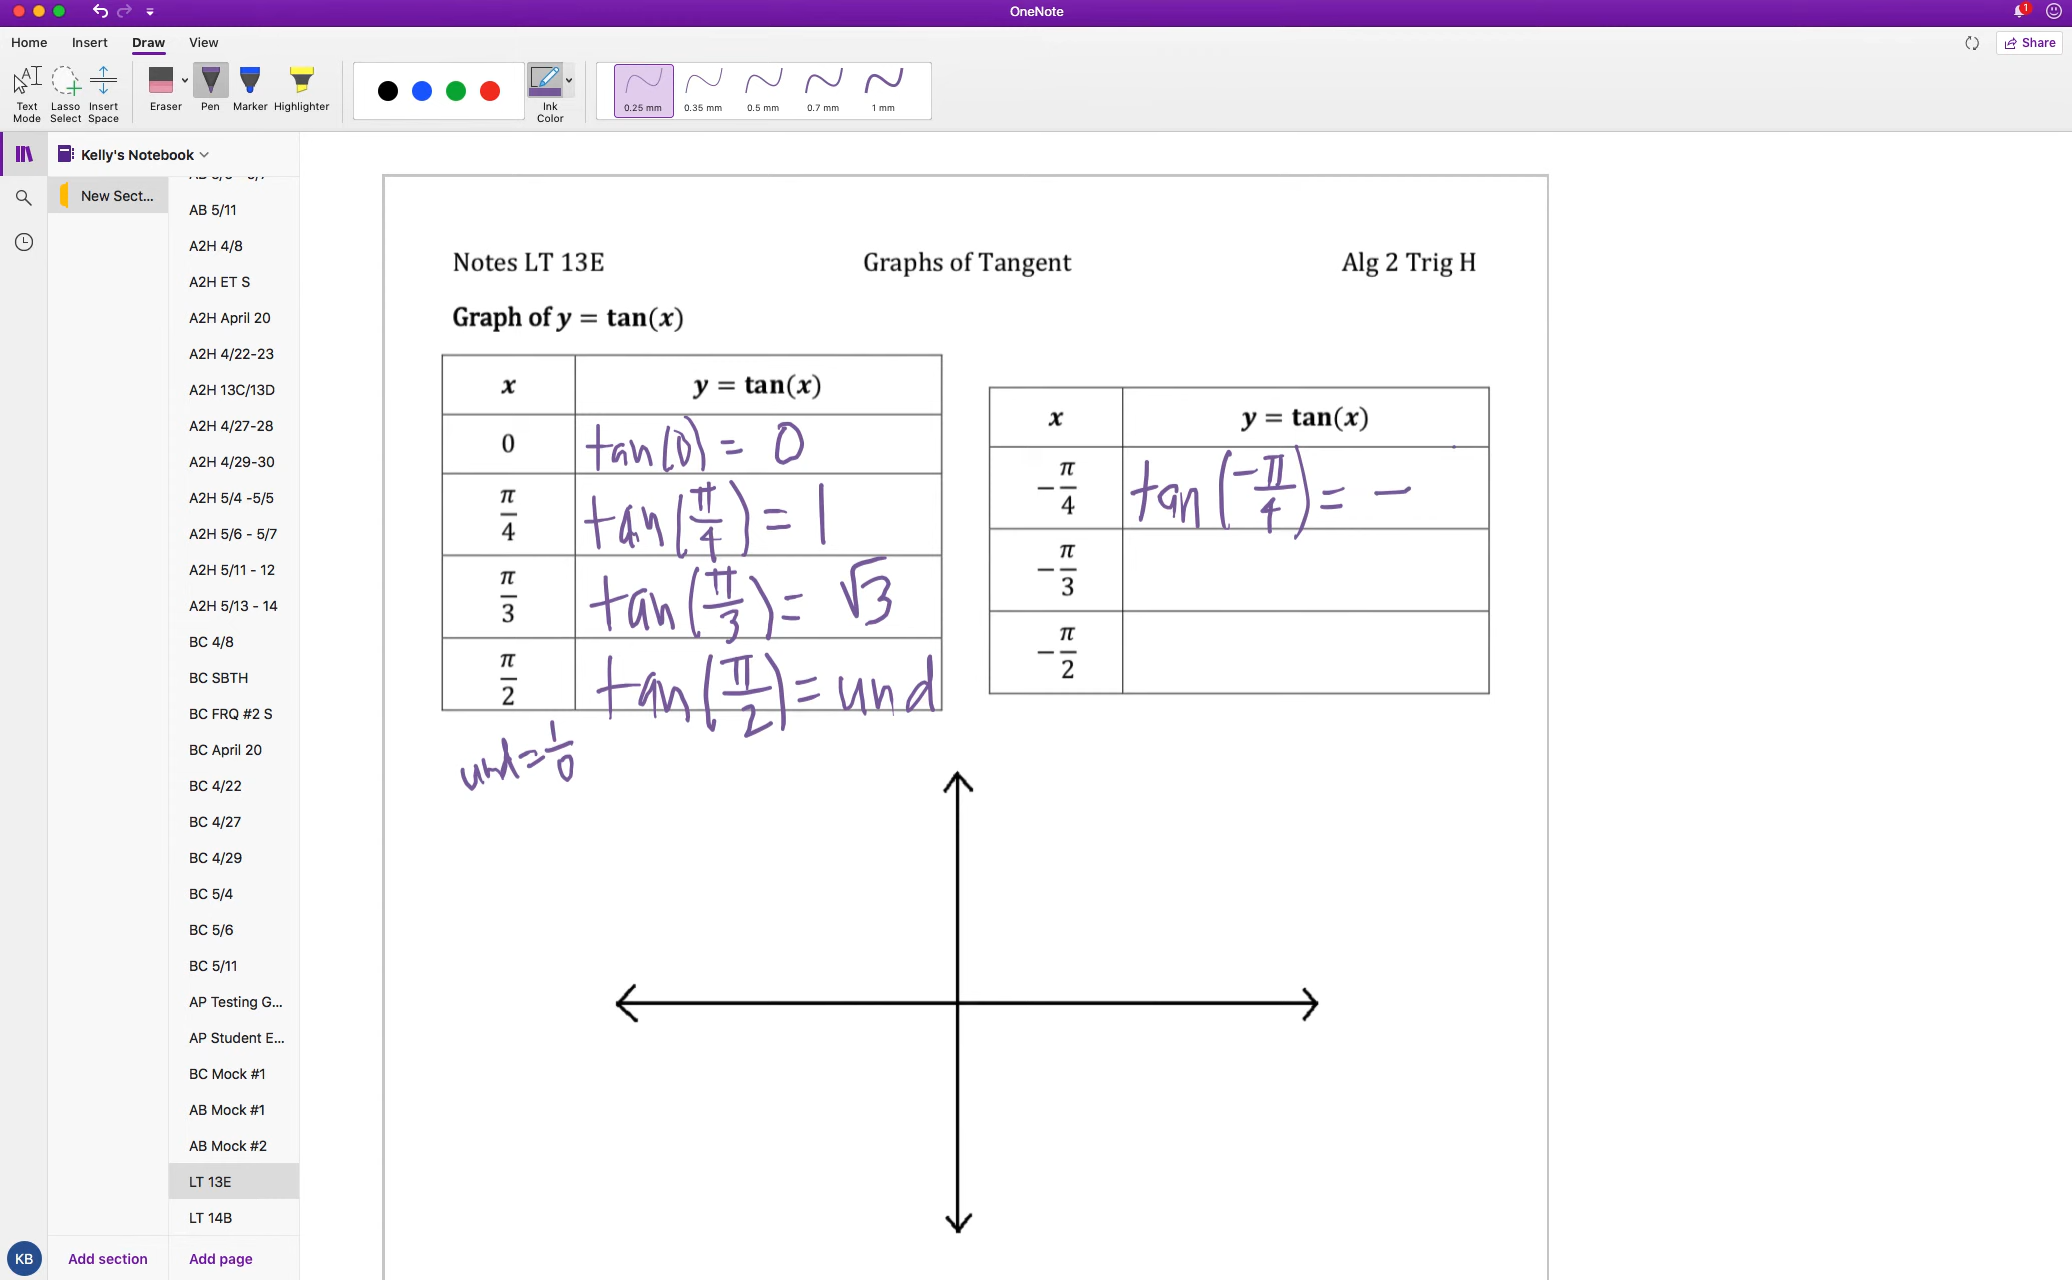 OneNote
1
Home Insert Draw View
Share
Text Mode
Lasso Select
Insert Space
Eraser
Pen
Marker
Highlighter
Ink Color
0.25 mm
0.35 mm
0.5 mm
0.7 mm
1 mm
Kelly's Notebook
New Sect...
AB 5/11
A2H 4/8
A2H ET S
A2H April 20
A2H 4/22-23
A2H 13C/13D
A2H 4/27-28
A2H 4/29-30
A2H 5/4 -5/5
A2H 5/6 - 5/7
A2H 5/11 - 12
A2H 5/13 - 14
BC 4/8
BC SBTH
BC FRQ #2 S
BC April 20
BC 4/22
BC 4/27
BC 4/29
BC 5/4
BC 5/6
BC 5/11
AP Testing G...
AP Student E...
BC Mock #1
AB Mock #1
AB Mock #2
LT 13E
LT 14B
KB
Add section
Add page
Notes LT 13E Graphs of Tangent Alg 2 Trig H
Graph of y = tan(x)
x y = tan(x)
0 tan(0) = 0
π/4 tan(π/4) = 1
π/3 tan(π/3) = √3
π/2 tan(π/2) = und
und = 1/0
x y = tan(x)
-π/4 tan(-π/4) = -
-π/3
-π/2